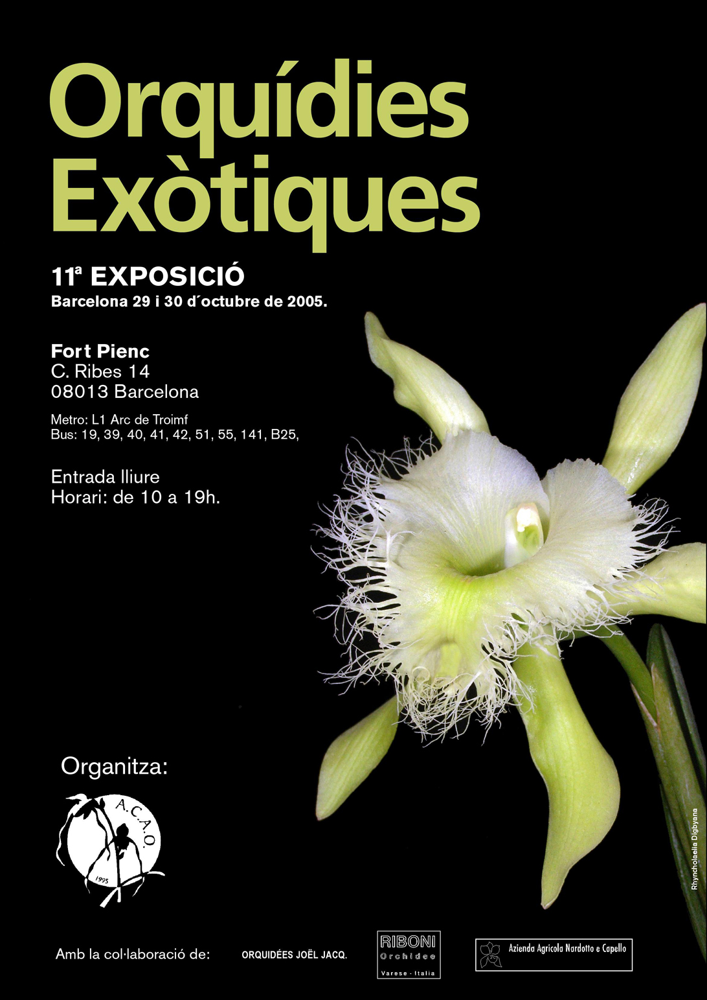 Orquídies
Exòtiques
11ª EXPOSICIÓ
Barcelona 29 i 30 d´octubre de 2005.
Fort Pienc
C. Ribes 14
08013 Barcelona
Metro: L1 Arc de Troimf
Bus: 19, 39, 40, 41, 42, 51, 55, 141, B25,
Entrada lliure
Horari: de 10 a 19h.
Organitza:
A.C.A.O.
1995
Rhyncholaelia Digbyana
Amb la col·laboració de:
ORQUIDÉES JOËL JACQ.
RIBONI
Orchidee
Varese - Italia
Azienda Agricola Nardotto e Capello